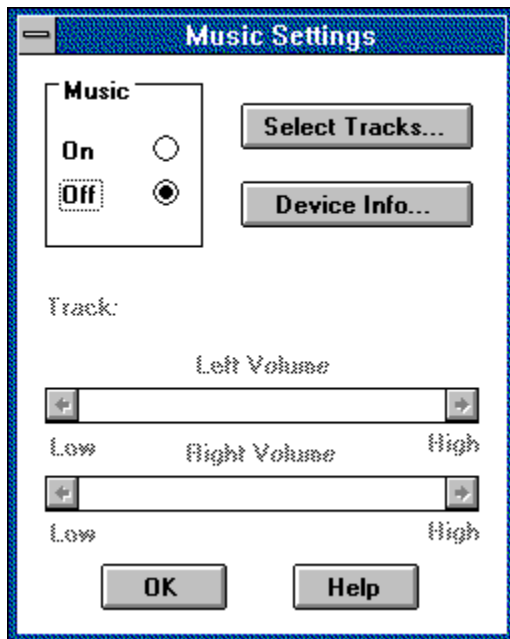 Music Settings
Music
On
Off
Select Tracks...
Device Info...
Track:
Left Volume
Low
High
Right Volume
Low
High
OK
Help